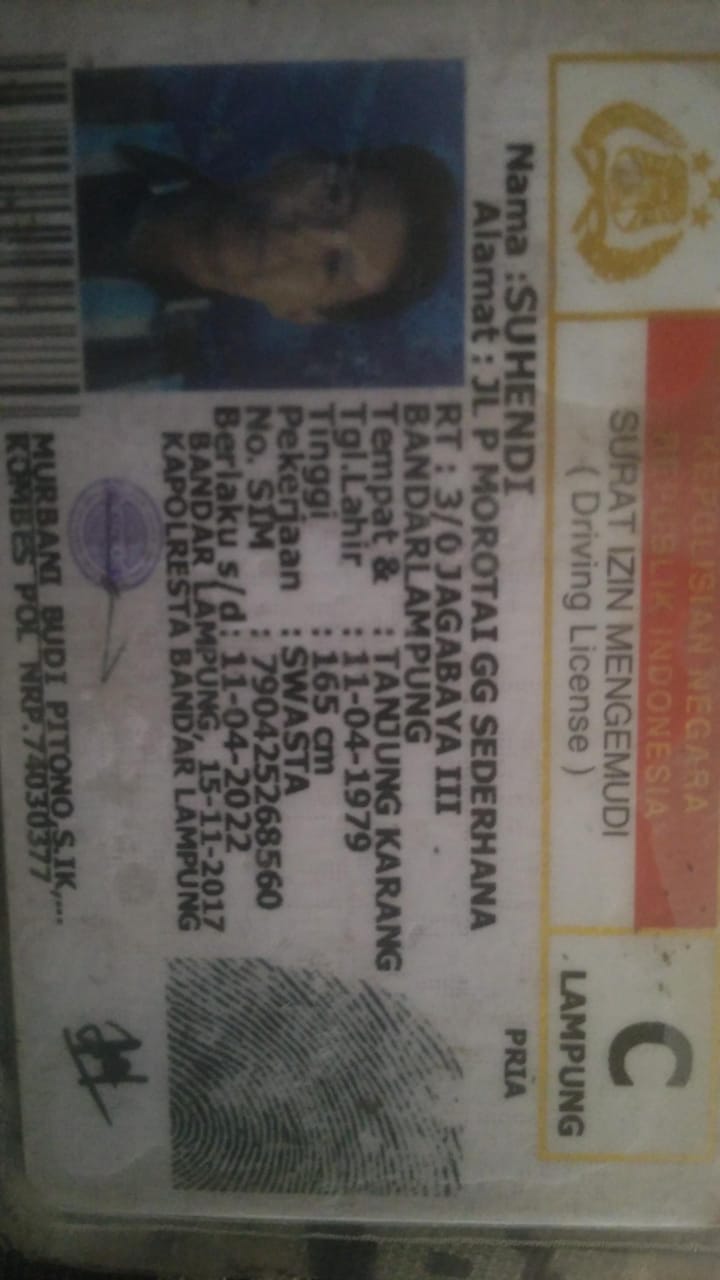 KEPOLISIAN NEGARA
REPUBLIK INDONESIA
SURAT IZIN MENGEMUDI
( Driving License )
C
LAMPUNG
Nama : SUHENDI
PRIA
Alamat : JL P MOROTAI GG SEDERHANA
RT : 3/0 JAGABAYA III
BANDARLAMPUNG
Tempat & : TANJUNG KARANG
Tgl.Lahir : 11-04-1979
Tinggi : 165 cm
Pekerjaan : SWASTA
No. SIM : 790425268560
Berlaku s/d : 11-04-2022
BANDAR LAMPUNG, 15-11-2017
KAPOLRESTA BANDAR LAMPUNG
MURBANI BUDI PITONO,S.IK,...
KOMBES POL NRP.74030377